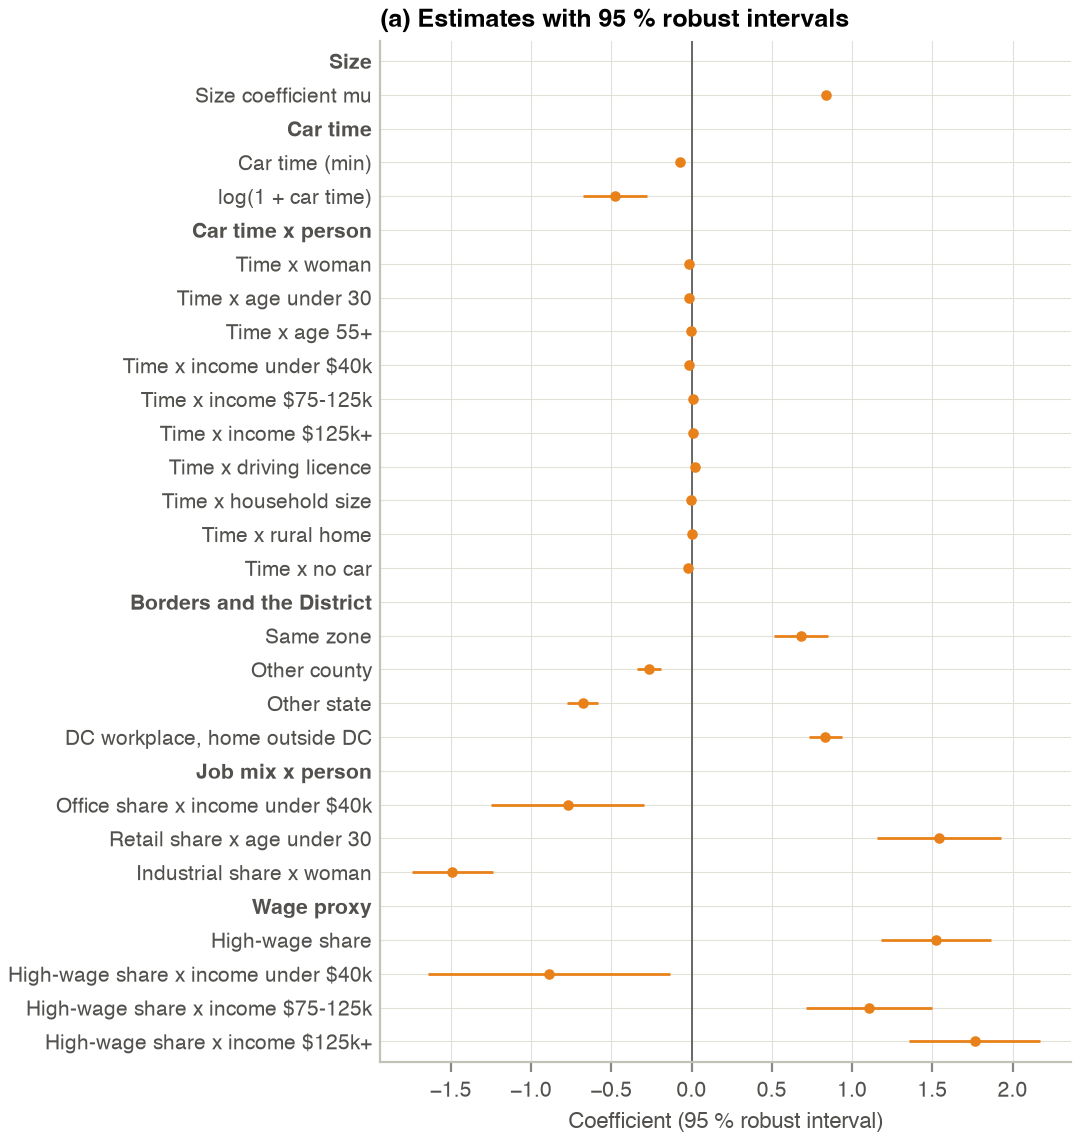 (a) Estimates with 95 % robust intervals
Size
Size coefficient mu
Car time
Car time (min)
log(1 + car time)
Car time x person
Time x woman
Time x age under 30
Time x age 55+
Time x income under $40k
Time x income $75-125k
Time x income $125k+
Time x driving licence
Time x household size
Time x rural home
Time x no car
Borders and the District
Same zone
Other county
Other state
DC workplace, home outside DC
Job mix x person
Office share x income under $40k
Retail share x age under 30
Industrial share x woman
Wage proxy
High-wage share
High-wage share x income under $40k
High-wage share x income $75-125k
High-wage share x income $125k+
−1.5 −1.0 −0.5 0.0 0.5 1.0 1.5 2.0
Coefficient (95 % robust interval)